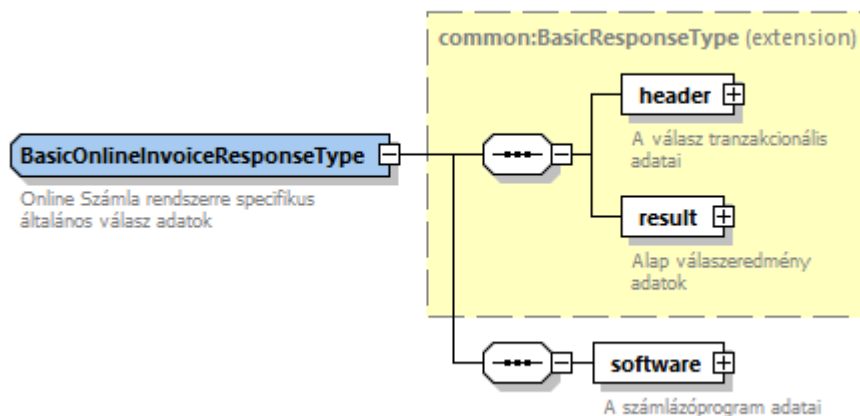 common:BasicResponseType (extension)
header
A válasz tranzakcionális
adatai
BasicOnlineInvoiceResponseType
Online Számla rendszerre specifikus
általános válasz adatok
result
Alap válaszeredmény
adatok
software
A számlázóprogram adatai